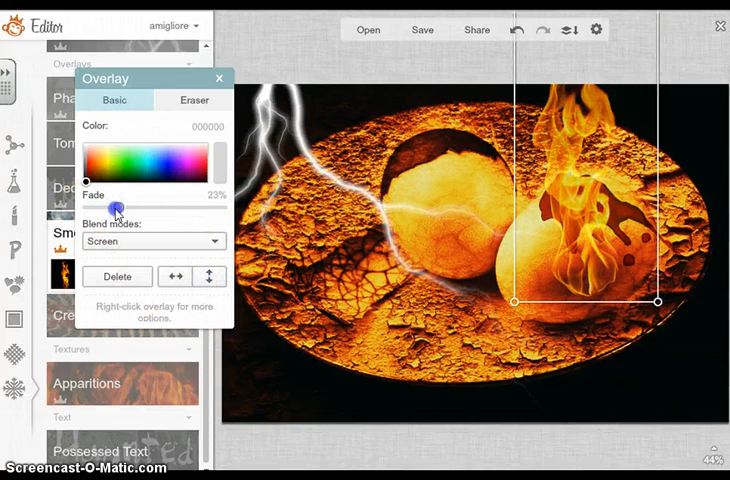 Editor
amigliore
Open
Save
Share
Overlays
Overlay
Basic
Eraser
Color:
000000
Fade
23%
Blend modes:
Screen
Delete
Right-click overlay for more
options.
Textures
Apparitions
Text
Possessed Text
44%
Screencast-O-Matic.com